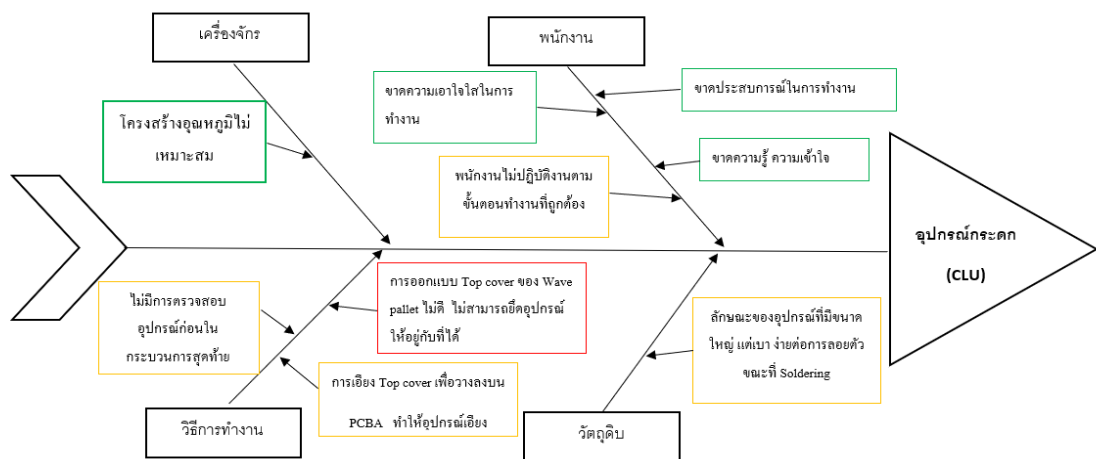 เครื่องจักร
พนักงาน
ขาดความเอาใจใสในการ
ทำงาน
ขาดประสบการณ์ในการทำงาน
โครงสร้างอุณหภูมิไม่
เหมาะสม
ขาดความรู้ ความเข้าใจ
พนักงานไม่ปฏิบัติงานตาม
ขั้นตอนทำงานที่ถูกต้อง
อุปกรณ์กระดก
(CLU)
ไม่มีการตรวจสอบ
อุปกรณ์ก่อนใน
กระบวนการสุดท้าย
การออกแบบ Top cover ของ Wave
pallet ไม่ดี ไม่สามารถยึดอุปกรณ์
ให้อยู่กับที่ได้
ลักษณะของอุปกรณ์ที่มีขนาด
ใหญ่ แต่เบา ง่ายต่อการลอยตัว
ขณะที่ Soldering
การเอียง Top cover เพื่อวางลงบน
PCBA ทำให้อุปกรณ์เอียง
วิธีการทำงาน
วัตถุดิบ